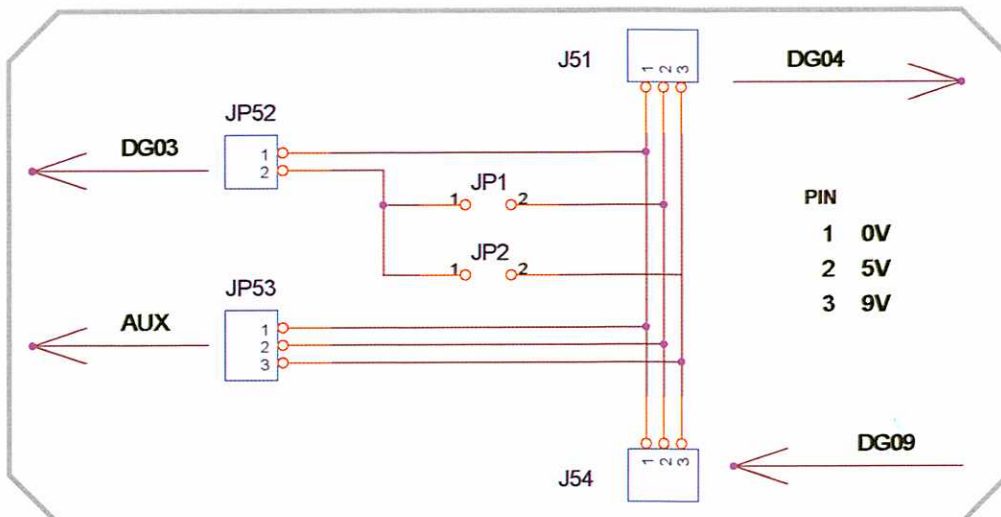 J51
1 2 3
DG04
JP52
1
2
DG03
JP1
1 2
JP2
1 2
PIN
1 0V
2 5V
3 9V
JP53
1
2
3
AUX
J54
1 2 3
DG09